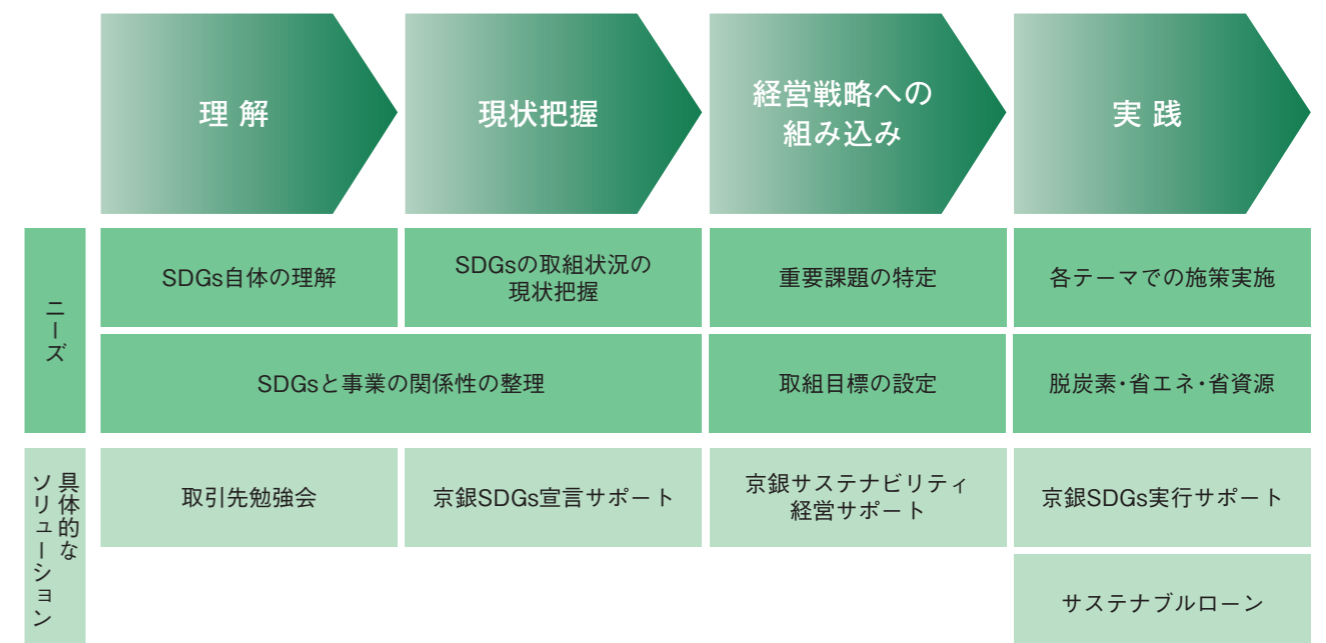 理 解
現状把握
経営戦略への
組み込み
実 践
ニーズ
SDGs自体の理解
SDGsの取組状況の
現状把握
重要課題の特定
各テーマでの施策実施
SDGsと事業の関係性の整理
取組目標の設定
脱炭素・省エネ・省資源
具体的な
ソリューション
取引先勉強会
京銀SDGs宣言サポート
京銀サステナビリティ
経営サポート
京銀SDGs実行サポート
サステナブルローン